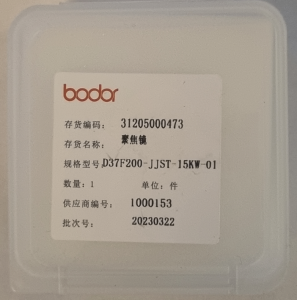 bodor
存货编码: 31205000473
存货名称: 聚焦镜
规格型号:D37F200-JJST-15KW-01
数量: 1 单位: 件
供应商编号: 1000153
批次号: 20230322